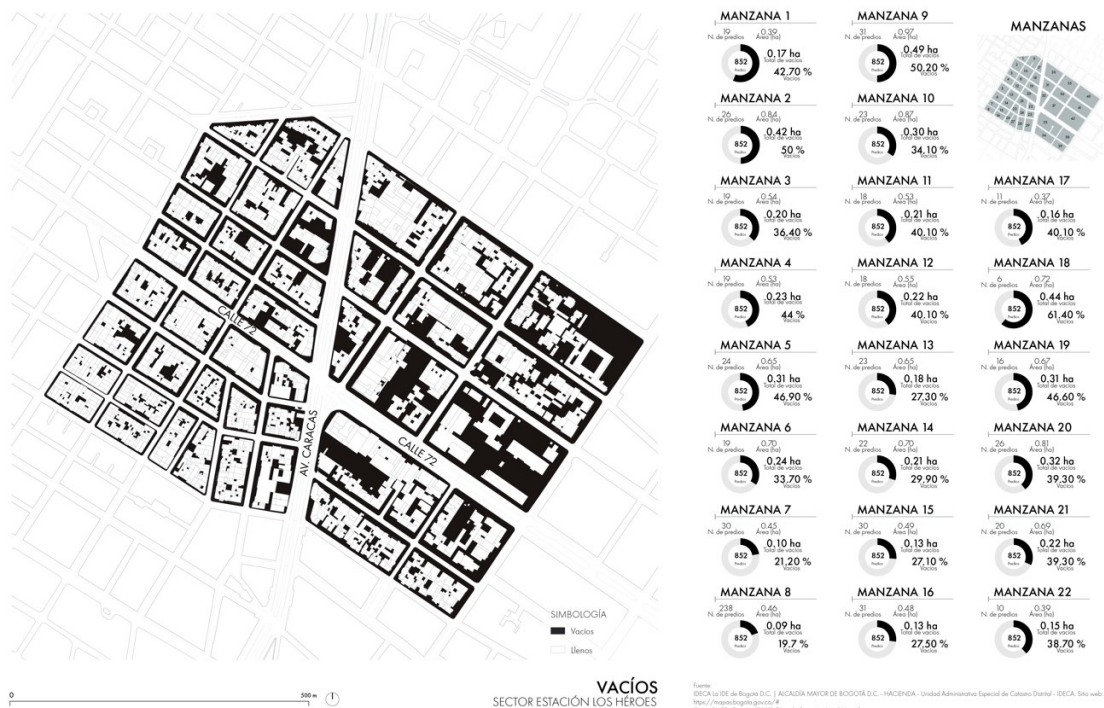 CALLE 72
AV. CARACAS
CALLE 72
SIMBOLOGÍA
Vacíos
Llenos
0 500 m
VACÍOS
SECTOR ESTACIÓN LOS HÉROES
MANZANA 1
19 0.39
N. de predios Área (ha)
852
Predios
0,17 ha
Total de vacíos
42,70 %
Vacíos
MANZANA 2
26 0.84
N. de predios Área (ha)
852
Predios
0,42 ha
Total de vacíos
50 %
Vacíos
MANZANA 3
19 0.54
N. de predios Área (ha)
852
Predios
0,20 ha
Total de vacíos
36,40 %
Vacíos
MANZANA 4
19 0.53
N. de predios Área (ha)
852
Predios
0,23 ha
Total de vacíos
44 %
Vacíos
MANZANA 5
24 0.65
N. de predios Área (ha)
852
Predios
0,31 ha
Total de vacíos
46,90 %
Vacíos
MANZANA 6
19 0.70
N. de predios Área (ha)
852
Predios
0,24 ha
Total de vacíos
33,70 %
Vacíos
MANZANA 7
30 0.45
N. de predios Área (ha)
852
Predios
0,10 ha
Total de vacíos
21,20 %
Vacíos
MANZANA 8
238 0.46
N. de predios Área (ha)
852
Predios
0,09 ha
Total de vacíos
19.7 %
Vacíos
MANZANA 9
31 0.97
N. de predios Área (ha)
852
Predios
0,49 ha
Total de vacíos
50,20 %
Vacíos
MANZANA 10
23 0.87
N. de predios Área (ha)
852
Predios
0,30 ha
Total de vacíos
34,10 %
Vacíos
MANZANA 11
18 0.53
N. de predios Área (ha)
852
Predios
0,21 ha
Total de vacíos
40,10 %
Vacíos
MANZANA 12
18 0.55
N. de predios Área (ha)
852
Predios
0,22 ha
Total de vacíos
40,10 %
Vacíos
MANZANA 13
23 0.65
N. de predios Área (ha)
852
Predios
0,18 ha
Total de vacíos
27,30 %
Vacíos
MANZANA 14
22 0.70
N. de predios Área (ha)
852
Predios
0,21 ha
Total de vacíos
29,90 %
Vacíos
MANZANA 15
30 0.49
N. de predios Área (ha)
852
Predios
0,13 ha
Total de vacíos
27,10 %
Vacíos
MANZANA 16
31 0.48
N. de predios Área (ha)
852
Predios
0,13 ha
Total de vacíos
27,50 %
Vacíos
MANZANAS
MANZANA 17
11 0.37
N. de predios Área (ha)
852
Predios
0,16 ha
Total de vacíos
40,10 %
Vacíos
MANZANA 18
6 0.72
N. de predios Área (ha)
852
Predios
0,44 ha
Total de vacíos
61,40 %
Vacíos
MANZANA 19
16 0.67
N. de predios Área (ha)
852
Predios
0,31 ha
Total de vacíos
46,60 %
Vacíos
MANZANA 20
26 0.81
N. de predios Área (ha)
852
Predios
0,32 ha
Total de vacíos
39,30 %
Vacíos
MANZANA 21
20 0.69
N. de predios Área (ha)
852
Predios
0,22 ha
Total de vacíos
39,30 %
Vacíos
MANZANA 22
10 0.39
N. de predios Área (ha)
852
Predios
0,15 ha
Total de vacíos
38,70 %
Vacíos
Fuente:
IDECA La IDE de Bogotá D.C. | ALCALDÍA MAYOR DE BOGOTÁ D.C. - HACIENDA - Unidad Administrativa Especial de Catastro Distrital - IDECA. Sitio web:
https://mapas.bogota.gov.co/#